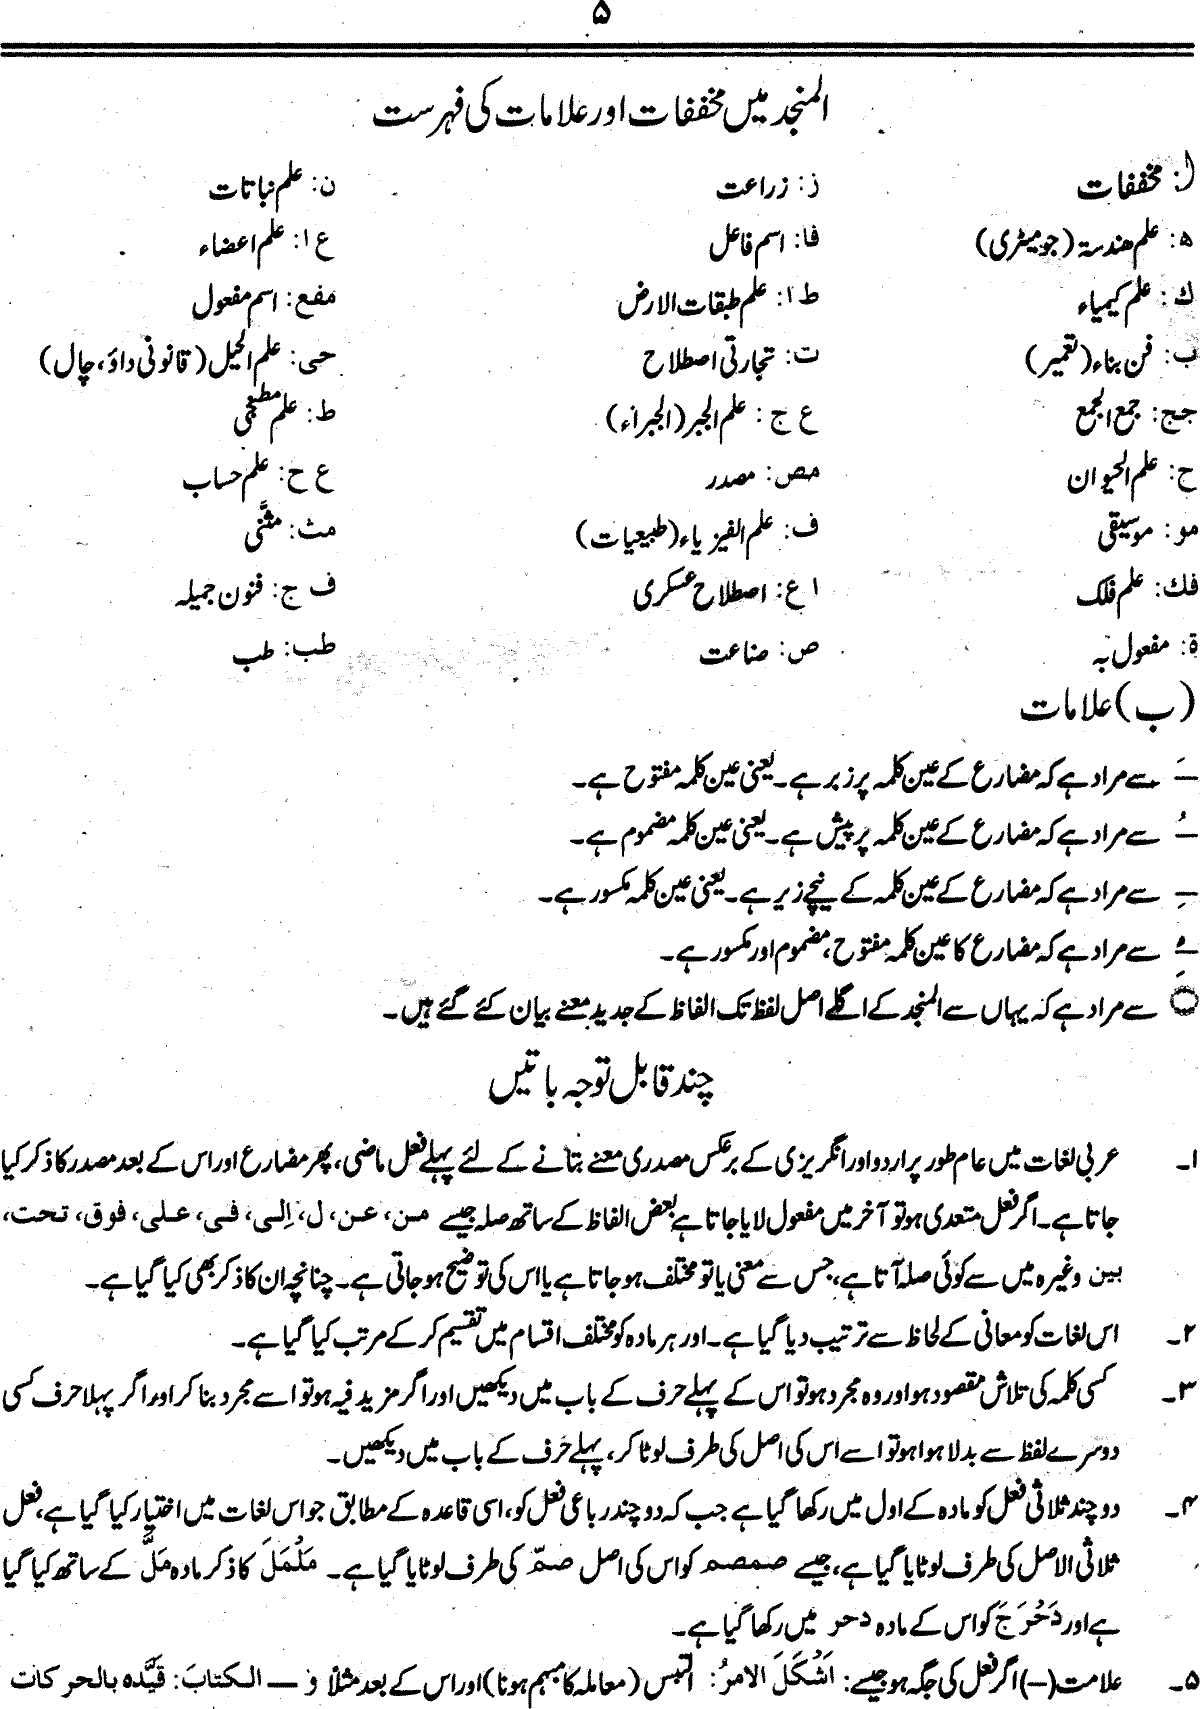 ۵
المنجد میں مخففات اور علامات کی فہرست
ا: مخففات ز: زراعت ن: علم نباتات
ه: علم هندسة (جومیٹری) فا: اسم فاعل ع ا: علم اعضاء
ك: علم کیمیاء ط ا: علم طبقات الارض مفع: اسم مفعول
ب: فن بناء (تعمیر) ت: تجارتی اصطلاح حی: علم الحیل (قانونی داؤ، چال)
جج: جمع الجمع ع ج: علم الجبر (الجبراء) ط: علم مطبخی
ح: علم الحیوان مص: مصدر ع ح: علم حساب
مو: موسیقی ف: علم الفیزیاء (طبیعیات) مث: مثنّٰی
فك: علم فلک ا ع: اصطلاح عسکری ف ج: فنون جمیلہ
ة: مفعول بہ ص: صناعت طب: طب
(ب) علامات
ـَـ سے مراد ہے کہ مضارع کے عین کلمہ پر زبر ہے۔ یعنی عین کلمہ مفتوح ہے۔
ـُـ سے مراد ہے کہ مضارع کے عین کلمہ پر پیش ہے۔ یعنی عین کلمہ مضموم ہے۔
ـِـ سے مراد ہے کہ مضارع کے عین کلمہ کے نیچے زیر ہے۔ یعنی عین کلمہ مکسور ہے۔
سے مراد ہے کہ مضارع کا عین کلمہ مفتوح، مضموم اور مکسور ہے۔
○ سے مراد ہے کہ یہاں سے المنجد کے اگلے اصل لفظ تک الفاظ کے جدید معنے بیان کئے گئے ہیں۔
چند قابل توجہ باتیں
۱۔ عربی لغات میں عام طور پر اردو اور انگریزی کے برعکس مصدری معنے بتانے کے لئے پہلے فعل ماضی، پھر مضارع اور اس کے بعد مصدر کا ذکر کیا
جاتا ہے۔ اگر فعل متعدی ہو تو آخر میں مفعول لایا جاتا ہے بعض الفاظ کے ساتھ صلہ جیسے من، عن، ل، اِلی، فی، علی، فوق، تحت،
بین وغیرہ میں سے کوئی صلہ آتا ہے، جس سے معنی یا تو مختلف ہو جاتا ہے یا اس کی توضیح ہو جاتی ہے۔ چنانچہ ان کا ذکر بھی کیا گیا ہے۔
۲۔ اس لغات کو معانی کے لحاظ سے ترتیب دیا گیا ہے۔ اور ہر مادہ کو مختلف اقسام میں تقسیم کر کے مرتب کیا گیا ہے۔
۳۔ کسی کلمہ کی تلاش مقصود ہو اور وہ مجرد ہو تو اس کے پہلے حرف کے باب میں دیکھیں اور اگر مزید فیہ ہو تو اسے مجرد بنا کر اور اگر پہلا حرف کسی
دوسرے لفظ سے بدلا ہوا ہو تو اسے اس کی اصل کی طرف لوٹا کر، پہلے حرف کے باب میں دیکھیں۔
۴۔ دو چند ثلاثی فعل کو مادہ کے اول میں رکھا گیا ہے جب کہ دو چند رباعی فعل کو، اسی قاعدہ کے مطابق جو اس لغات میں اختیار کیا گیا ہے، فعل
ثلاثی الاصل کی طرف لوٹایا گیا ہے، جیسے صمصم کو اس کی اصل صمّ کی طرف لوٹایا گیا ہے۔ مَلْمَلَ کا ذکر مادہ مَلَّ کے ساتھ کیا گیا
ہے اور دَحْرَجَ کو اس کے مادہ دحر میں رکھا گیا ہے۔
۵۔ علامت (—) اگر فعل کی جگہ ہو جیسے: اَشْکَلَ الامرُ: التبس (معاملہ کا مبہم ہونا) اور اس کے بعد مثلاً وَ — الکتابَ: قیَّدہ بالحرکات